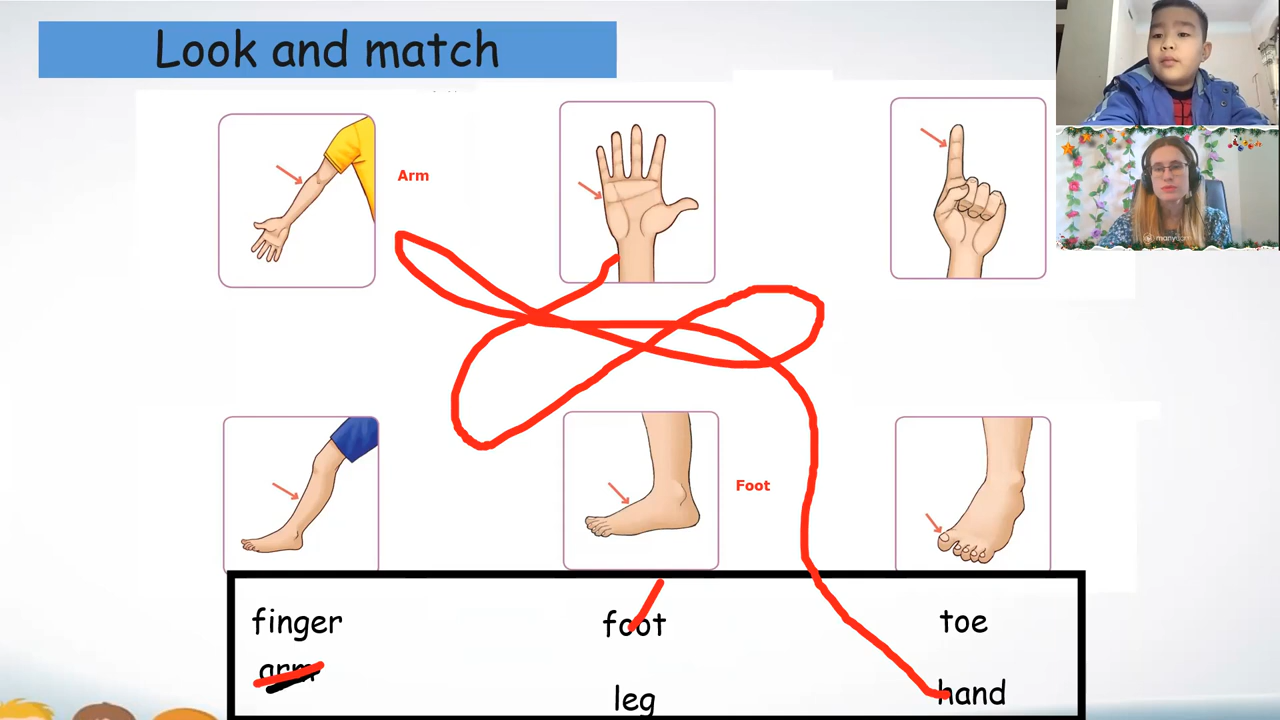 Look and match
Arm
Foot
finger
foot
toe
arm
leg
hand